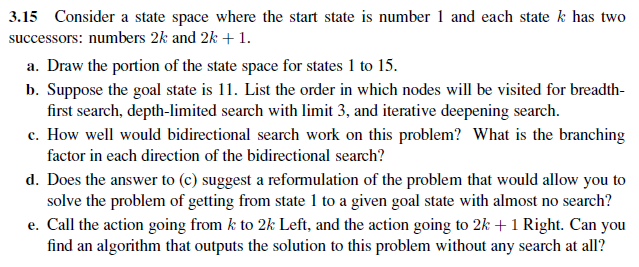 3.15 Consider a state space where the start state is number 1 and each state k has two
successors: numbers 2k and 2k + 1.
a. Draw the portion of the state space for states 1 to 15.
b. Suppose the goal state is 11. List the order in which nodes will be visited for breadth-
first search, depth-limited search with limit 3, and iterative deepening search.
c. How well would bidirectional search work on this problem? What is the branching
factor in each direction of the bidirectional search?
d. Does the answer to (c) suggest a reformulation of the problem that would allow you to
solve the problem of getting from state 1 to a given goal state with almost no search?
e. Call the action going from k to 2k Left, and the action going to 2k + 1 Right. Can you
find an algorithm that outputs the solution to this problem without any search at all?